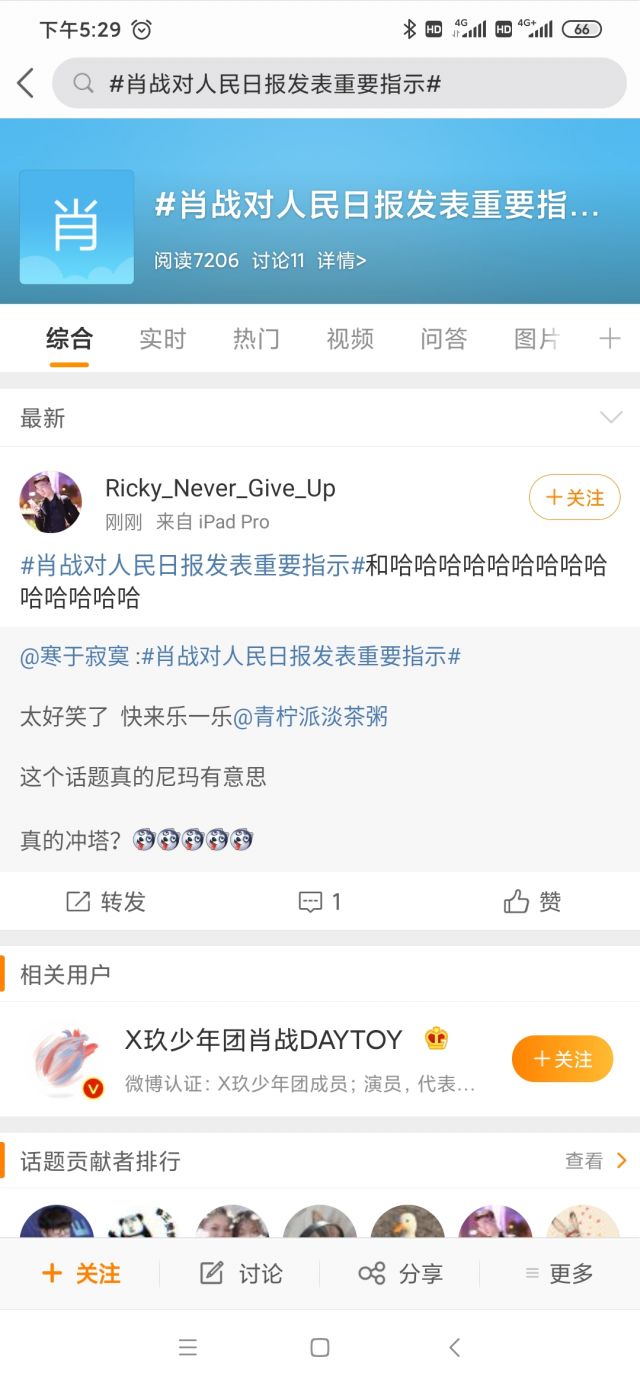 下午5:29
HD 4G HD 4G+ 66
#肖战对人民日报发表重要指示#
肖
#肖战对人民日报发表重要指...
阅读7206 讨论11 详情>
综合 实时 热门 视频 问答 图片
最新
Ricky_Never_Give_Up
刚刚 来自 iPad Pro
+关注
#肖战对人民日报发表重要指示#和哈哈哈哈哈哈哈哈哈
哈哈哈哈哈
@寒于寂寞 :#肖战对人民日报发表重要指示#
太好笑了 快来乐一乐@青柠派淡茶粥
这个话题真的尼玛有意思
真的冲塔？
转发 1 赞
相关用户
X玖少年团肖战DAYTOY
微博认证：X玖少年团成员；演员，代表...
+关注
话题贡献者排行 查看
+ 关注 讨论 分享 更多